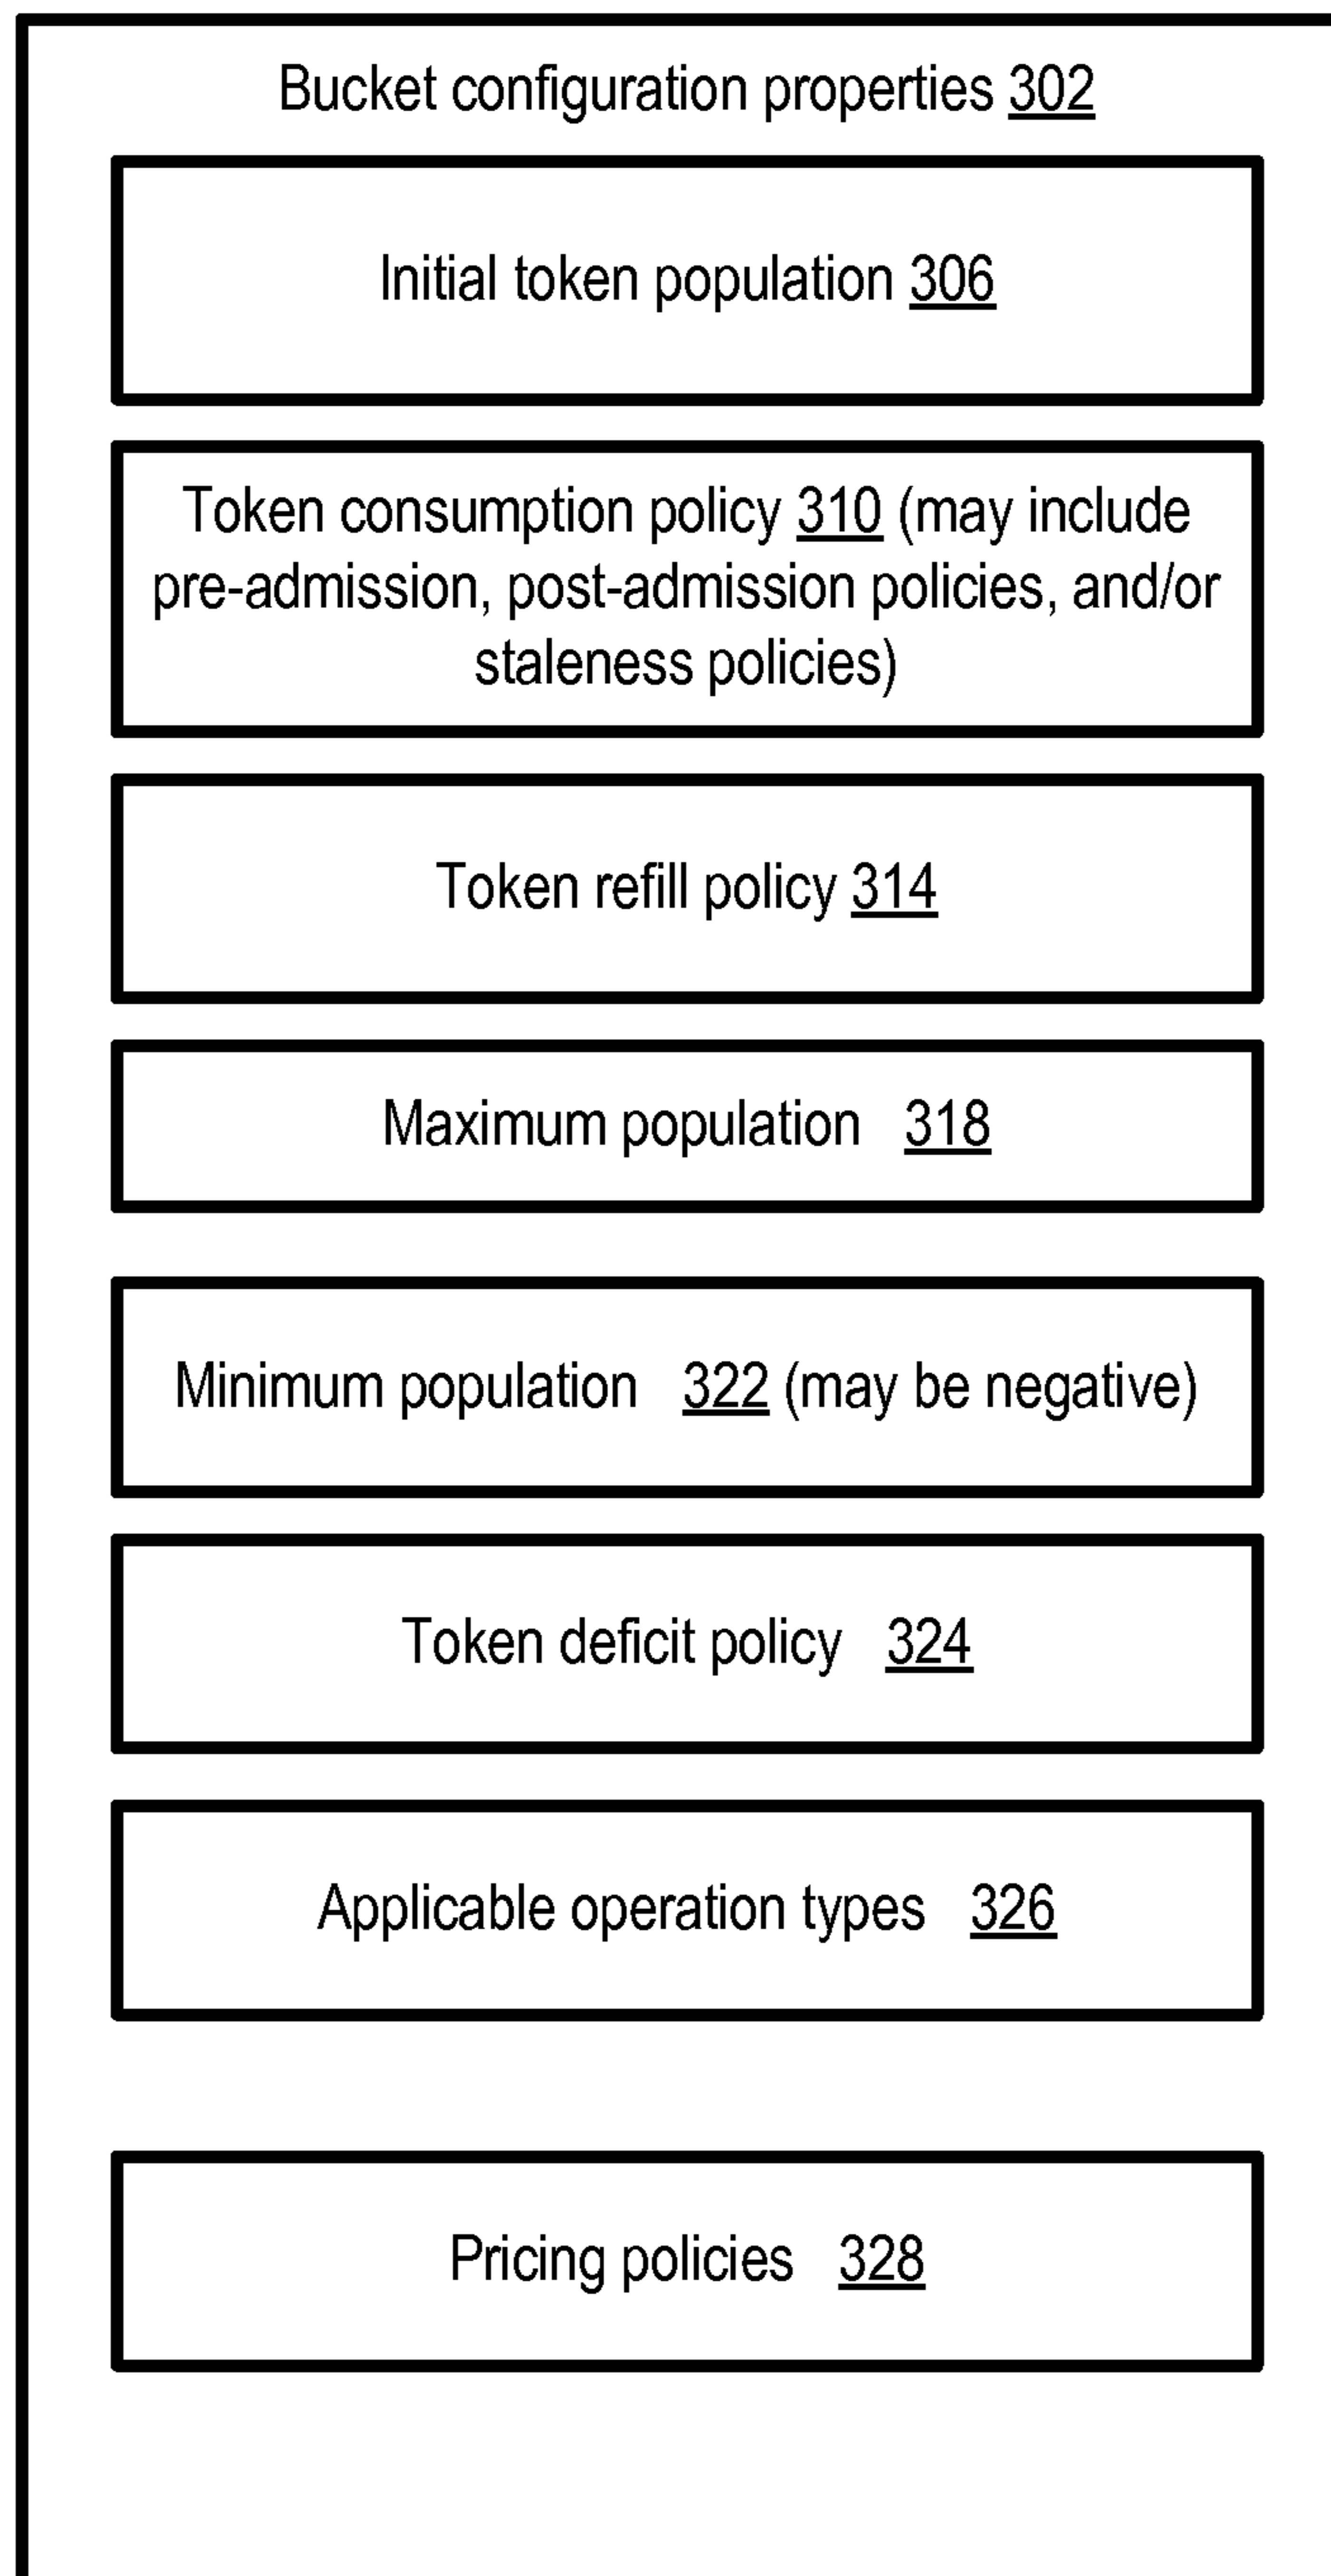 Bucket configuration properties 302
Initial token population 306
Token consumption policy 310 (may include
pre-admission, post-admission policies, and/or
staleness policies)
Token refill policy 314
Maximum population 318
Minimum population 322 (may be negative)
Token deficit policy 324
Applicable operation types 326
Pricing policies 328